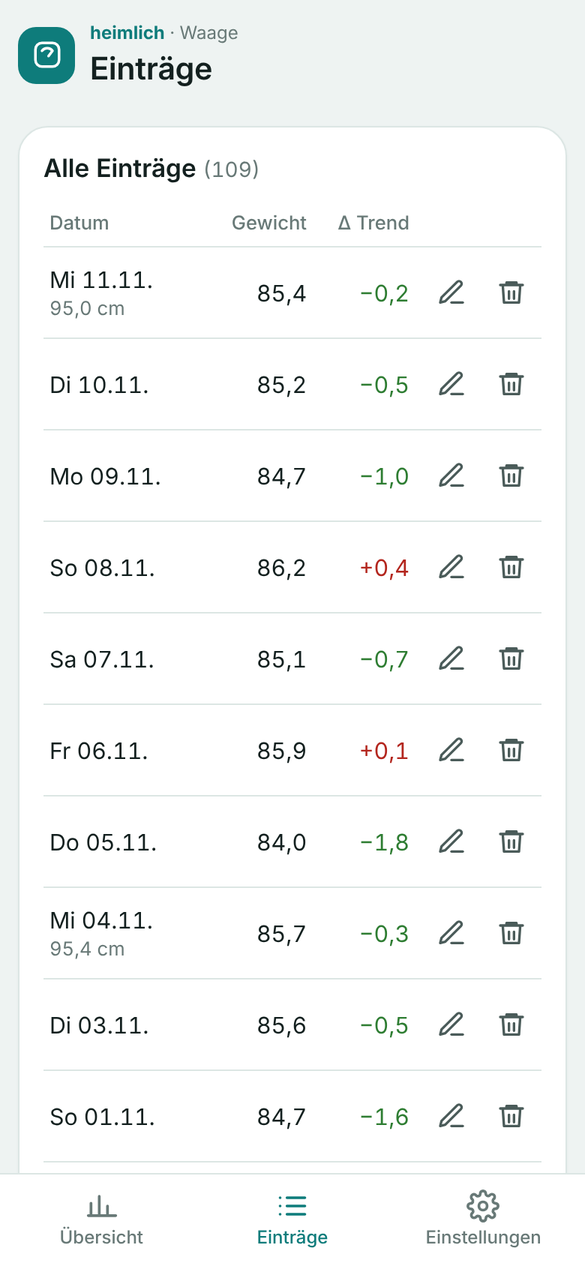 heimlich · Waage
Einträge
Alle Einträge (109)
Datum Gewicht Δ Trend
Mi 11.11. 85,4 −0,2
95,0 cm
Di 10.11. 85,2 −0,5
Mo 09.11. 84,7 −1,0
So 08.11. 86,2 +0,4
Sa 07.11. 85,1 −0,7
Fr 06.11. 85,9 +0,1
Do 05.11. 84,0 −1,8
Mi 04.11. 85,7 −0,3
95,4 cm
Di 03.11. 85,6 −0,5
So 01.11. 84,7 −1,6
Übersicht Einträge Einstellungen